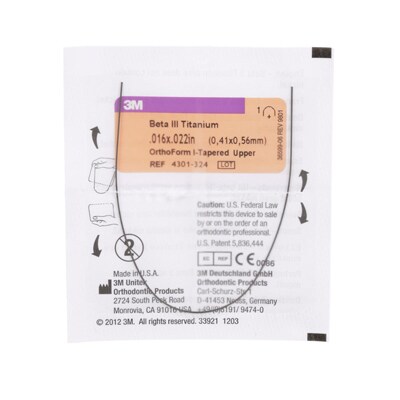 3M
1
Beta III Titanium
.016x.022in (0,41x0,56mm)
OrthoForm I-Tapered Upper
REF 4301-324 LOT
Caution:
U.S. Federal Law
restricts this device to sale
by or on the order of an
orthodontic professional.
U.S. Patent 5,836,444
EC REP CE 0086
2
Made in U.S.A.
3M Unitek
Orthodontic Products
2724 South Peck Road
Monrovia, CA 91016 USA
3M Deutschland GmbH
Orthodontic Products
Carl-Schurz-Str. 1
D-41453 Neuss, Germany
© 2012 3M. 33921 1203